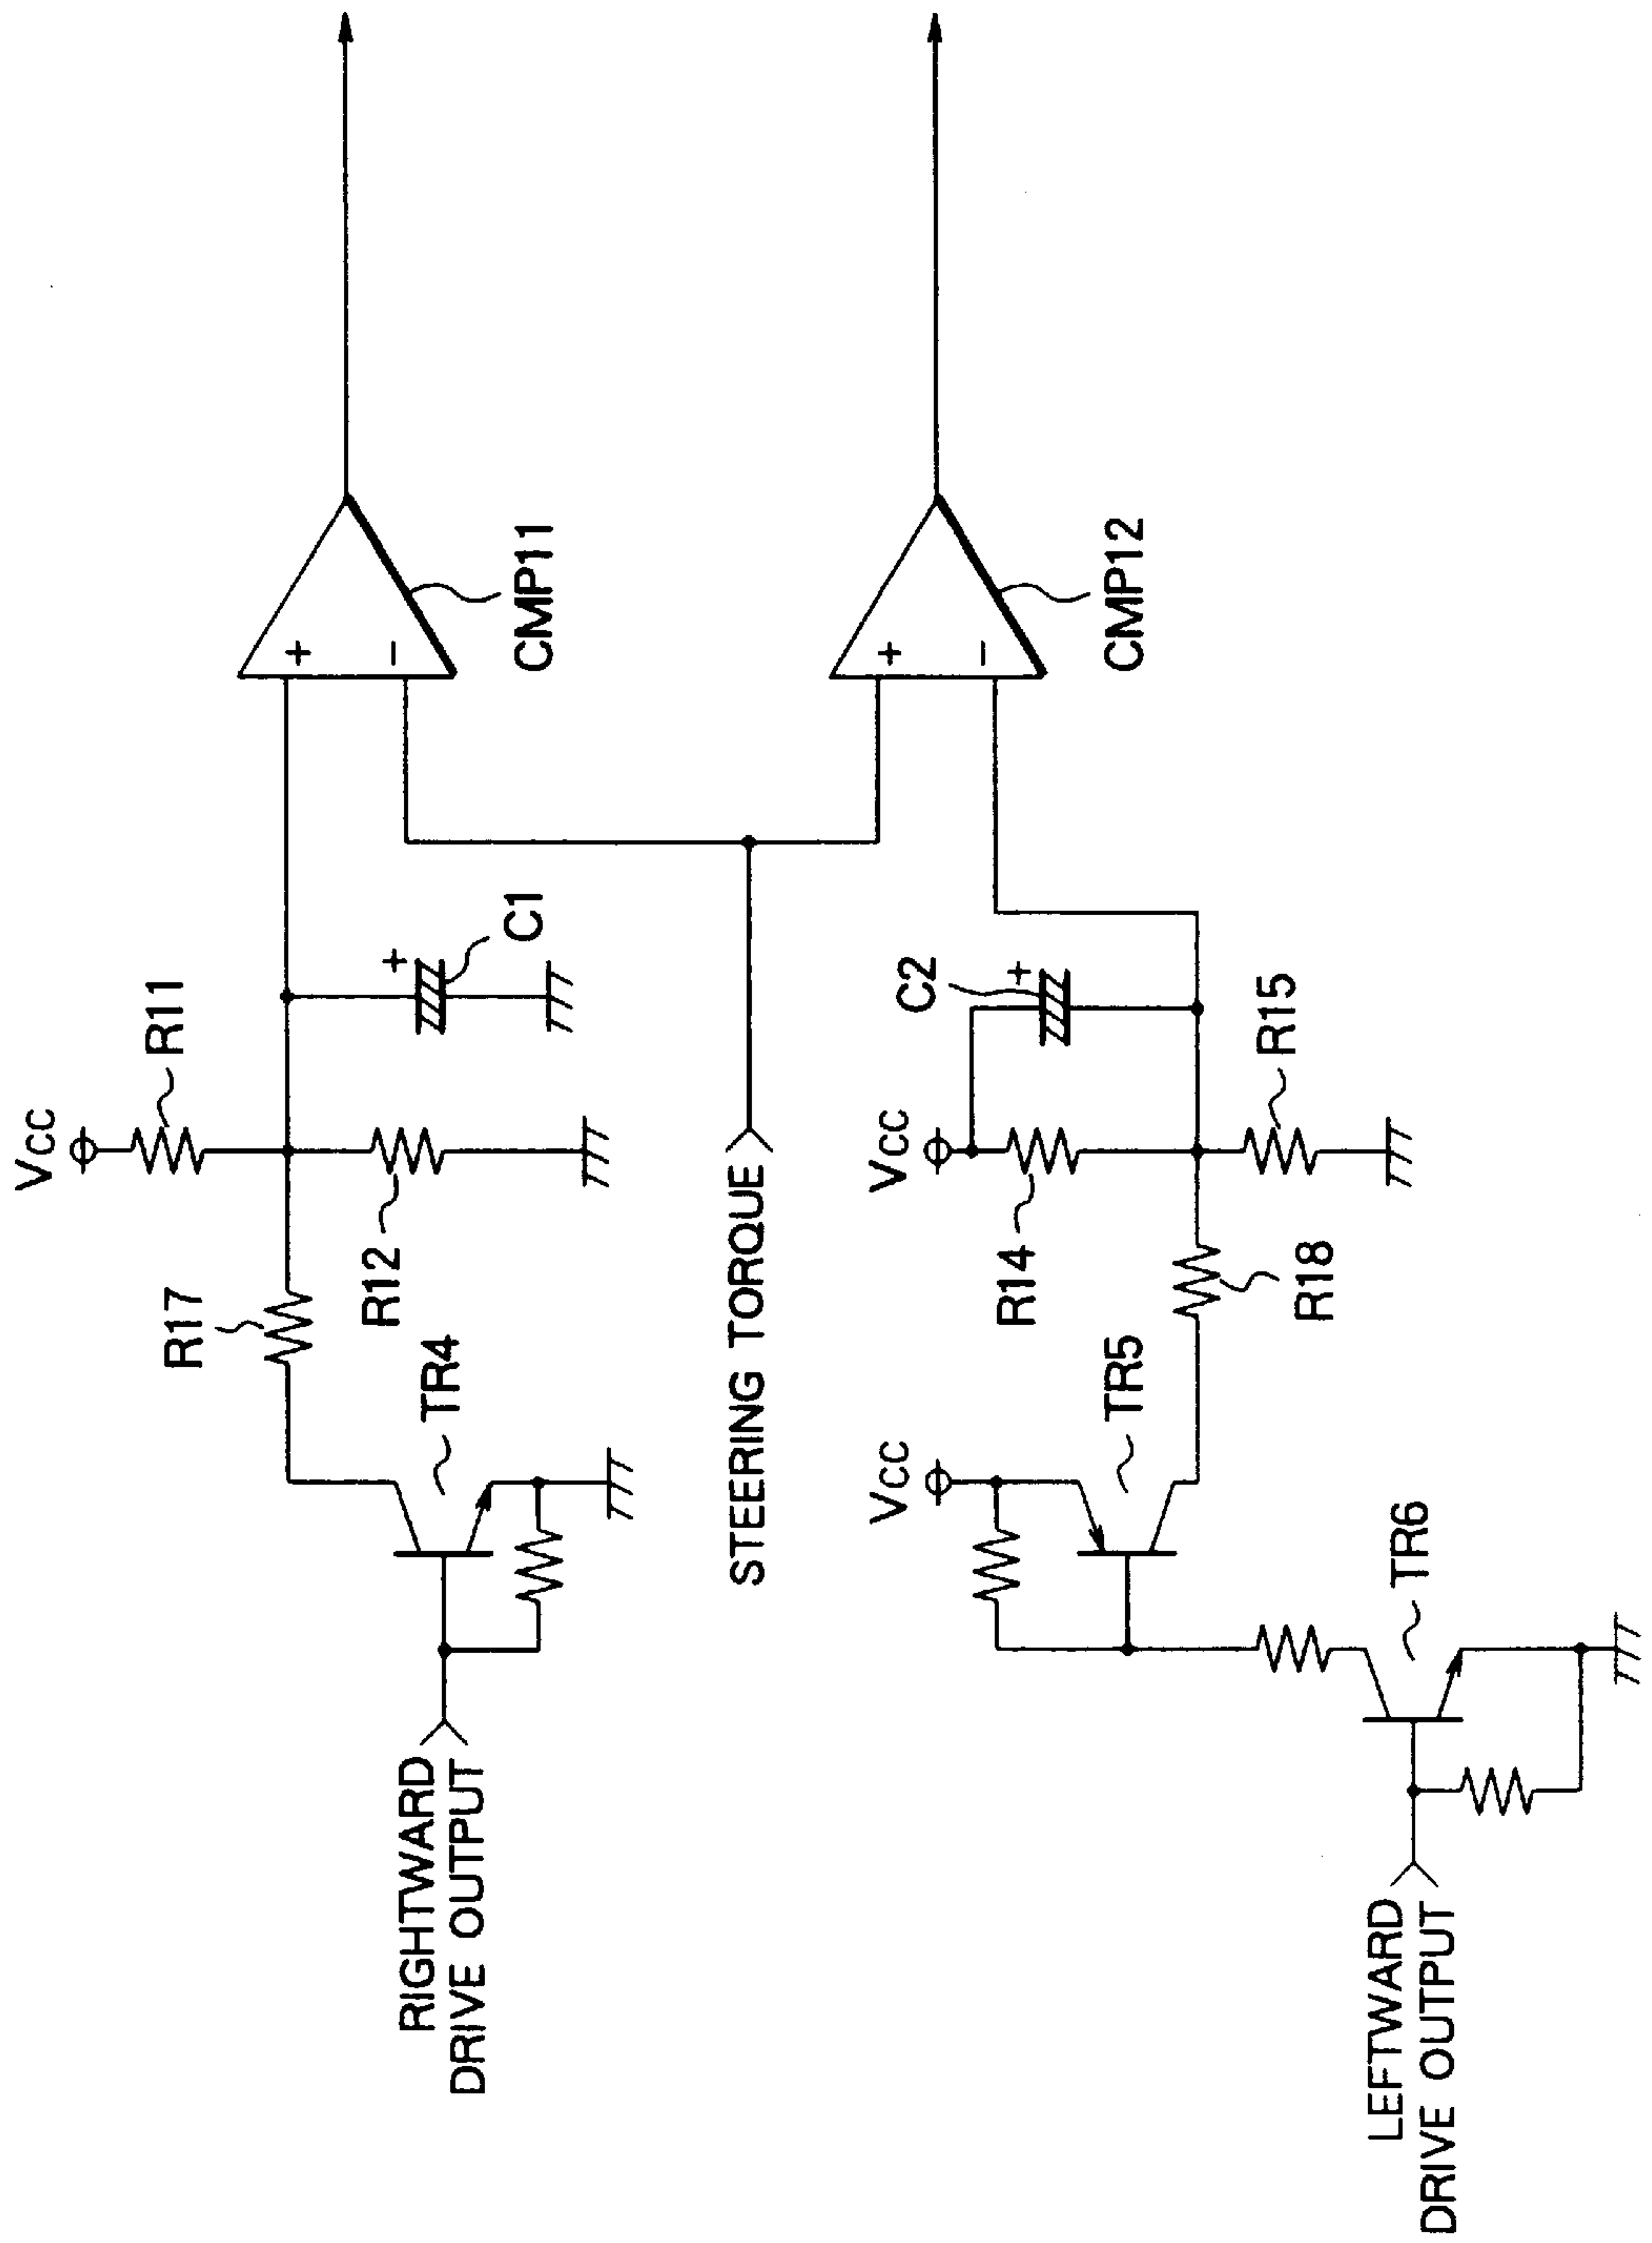 VCC
R11
R17
R12
C1
+
TR4
+
−
CMP11
RIGHTWARD
DRIVE OUTPUT
STEERING TORQUE
VCC
VCC
C2
+
R14
R15
R18
TR5
TR6
+
−
CMP12
LEFTWARD
DRIVE OUTPUT